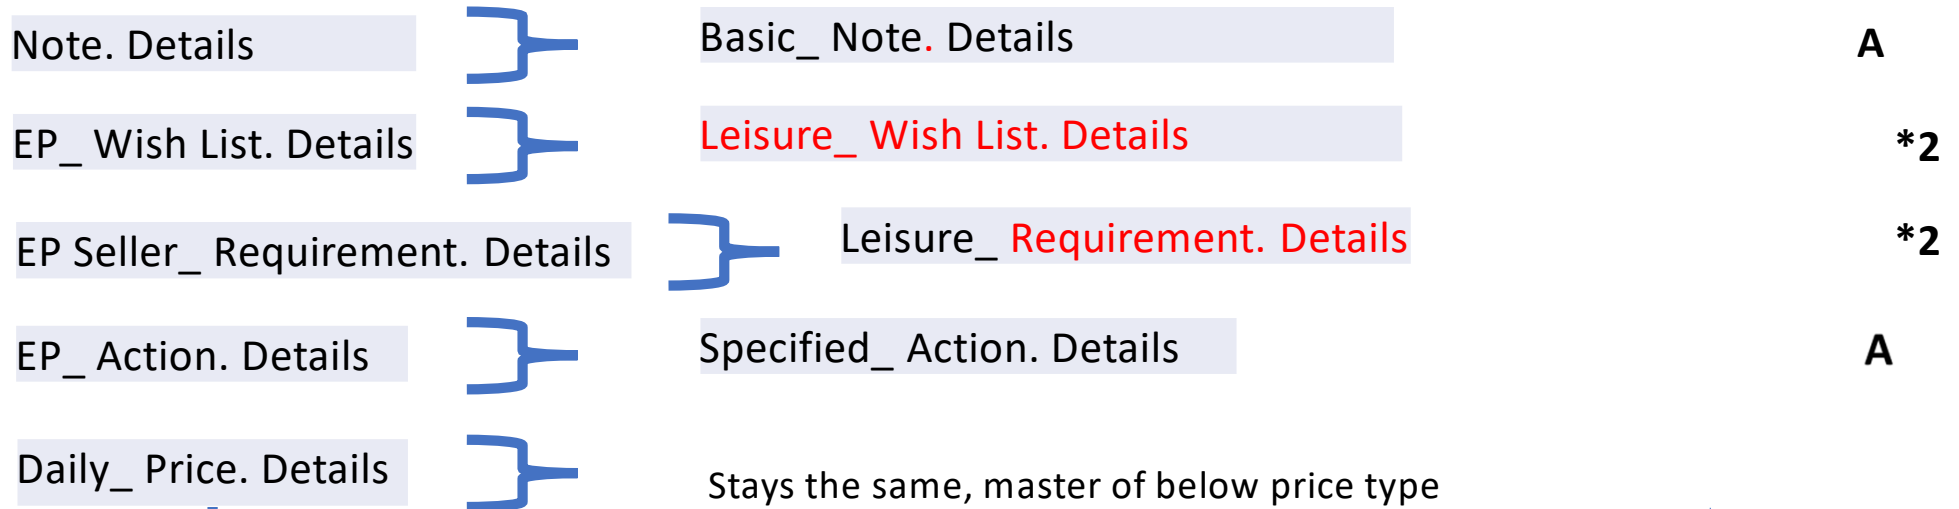 Note. Details Basic_ Note. Details A
EP_ Wish List. Details Leisure_ Wish List. Details *2
EP Seller_ Requirement. Details Leisure_ Requirement. Details *2
EP_ Action. Details Specified_ Action. Details A
Daily_ Price. Details Stays the same, master of below price type